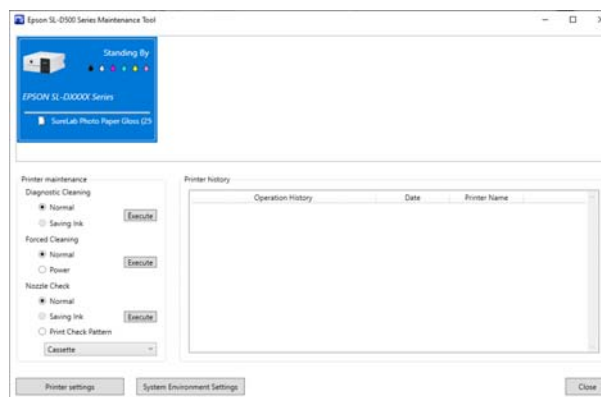 Epson SL-D500 Series Maintenance Tool
Standing By
EPSON SL-DXXXX Series
SureLab Photo Paper Gloss (25
Printer maintenance
Diagnostic Cleaning
Normal
Saving Ink
Execute
Forced Cleaning
Normal
Power
Execute
Nozzle Check
Normal
Saving Ink
Print Check Pattern
Execute
Cassette
Printer history
Operation History Date Printer Name
Printer settings System Environment Settings Close